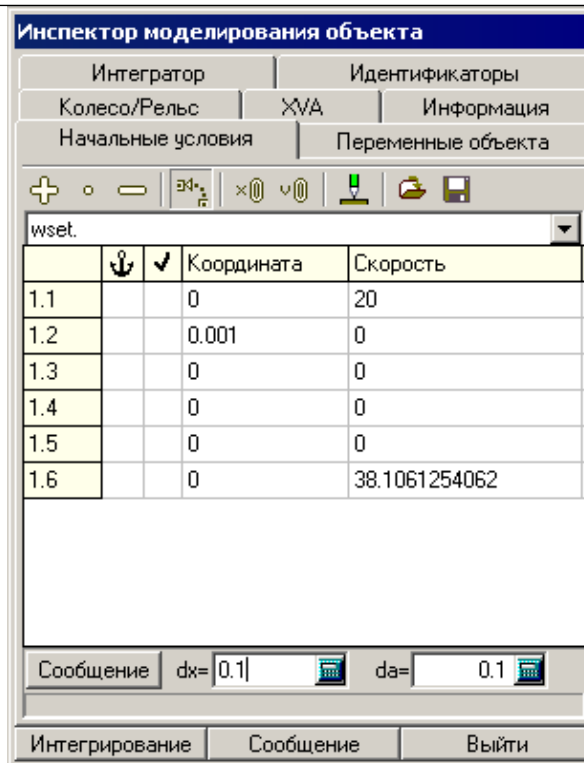 Инспектор моделирования объекта
Интегратор Идентификаторы
Колесо/Рельс XVA Информация
Начальные условия Переменные объекта
wset.
Координата Скорость
1.1 0 20
1.2 0.001 0
1.3 0 0
1.4 0 0
1.5 0 0
1.6 0 38.1061254062
Сообщение dx= 0.1 da= 0.1
Интегрирование Сообщение Выйти